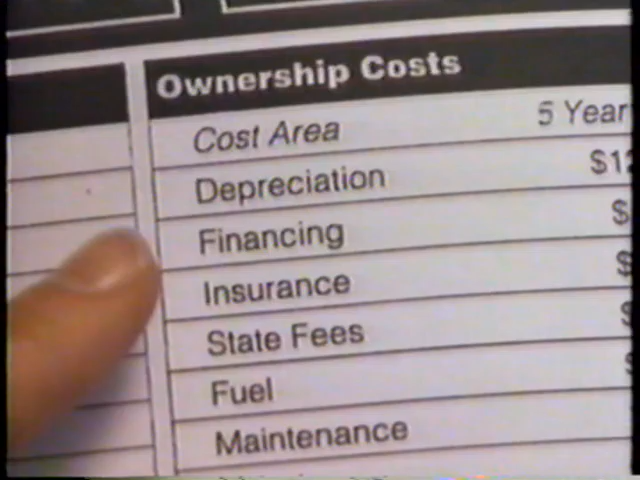 Ownership Costs
Cost Area 5 Year
Depreciation $12
Financing $
Insurance $
State Fees
Fuel
Maintenance